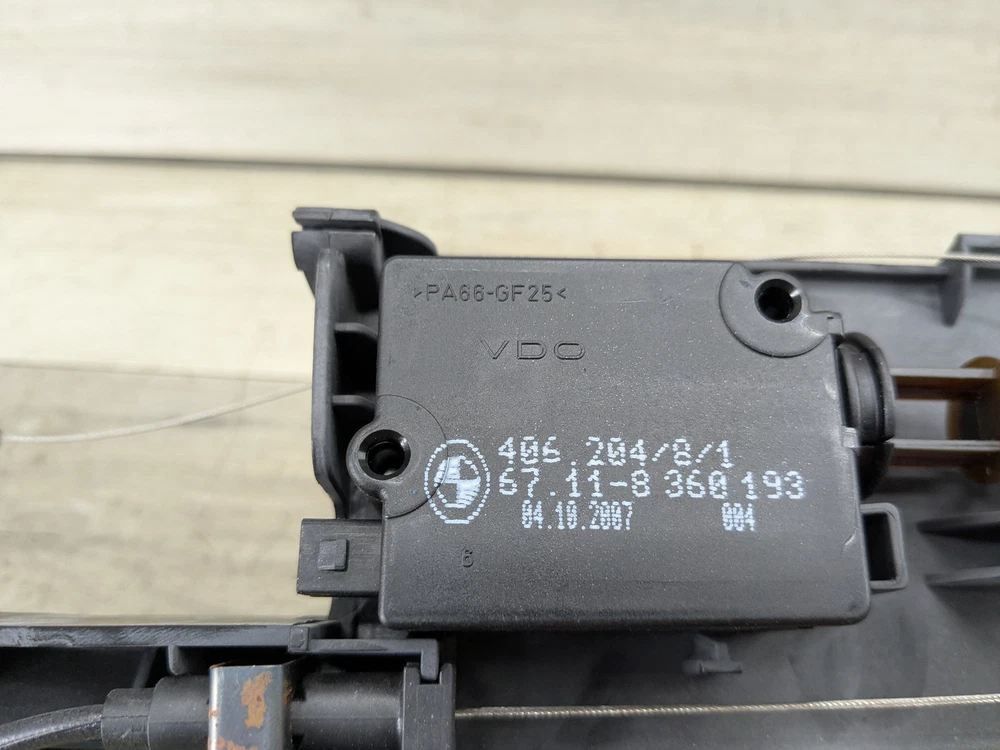 >PA66-GF25<
VDO
406.204/8/1
67.11-8 360 193
04.10.2007 004
6